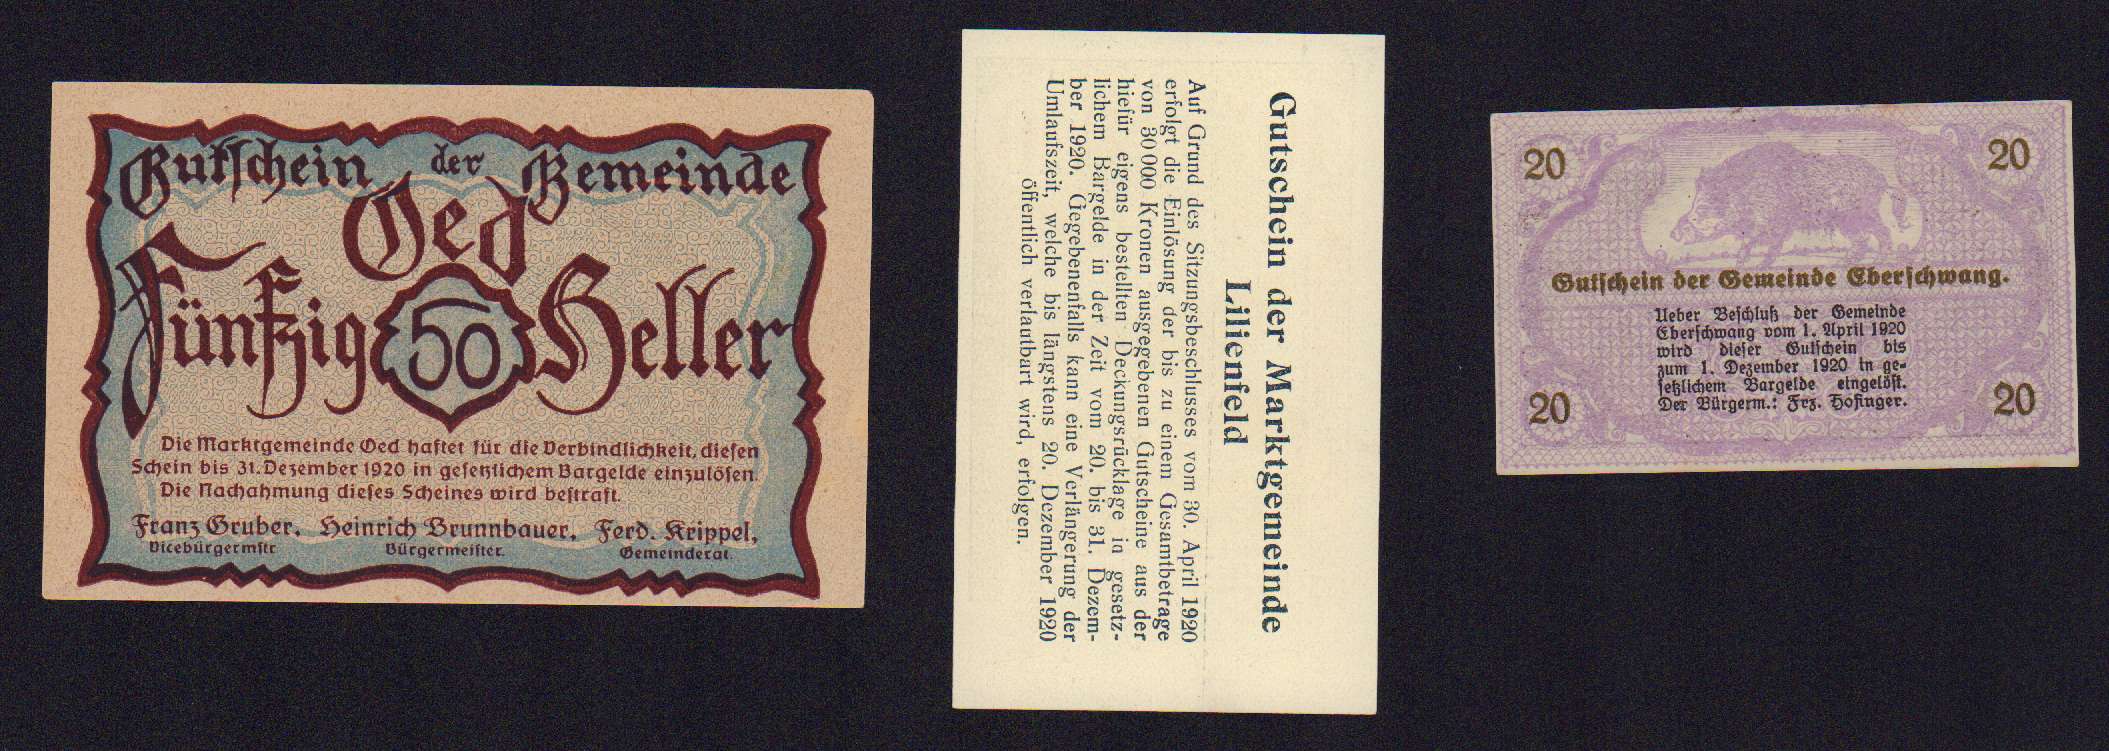 Gutschein der Gemeinde
Oed
Fünfzig 50 Heller
Die Marktgemeinde Oed haftet für die Verbindlichkeit, diesen
Schein bis 31. Dezember 1920 in gesetzlichem Bargelde einzulösen.
Die Nachahmung dieses Scheines wird bestraft.
Franz Gruber. Heinrich Brunnbauer. Ferd. Krippel,
Vicebürgermstr Bürgermeister. Gemeinderat.
Gutschein der Marktgemeinde
Lilienfeld
Auf Grund des Sitzungsbeschlusses vom 30. April 1920
erfolgt die Einlösung der bis zu einem Gesamtbetrage
von 30000 Kronen ausgegebenen Gutscheine aus der
hiefür eigens bestellten Deckungsrücklage in gesetz-
lichem Bargelde in der Zeit vom 20. bis 31. Dezem-
ber 1920. Gegebenenfalls kann eine Verlängerung der
Umlaufszeit, welche bis längstens 20. Dezember 1920
öffentlich verlautbart wird, erfolgen.
20 20
Gutschein der Gemeinde Eberschwang.
Ueber Beschluß der Gemeinde
Eberschwang vom 1. April 1920
wird dieser Gutschein bis
zum 1. Dezember 1920 in ge-
setzlichem Bargelde eingelöst.
Der Bürgerm.: Frz. Hofinger.
20 20